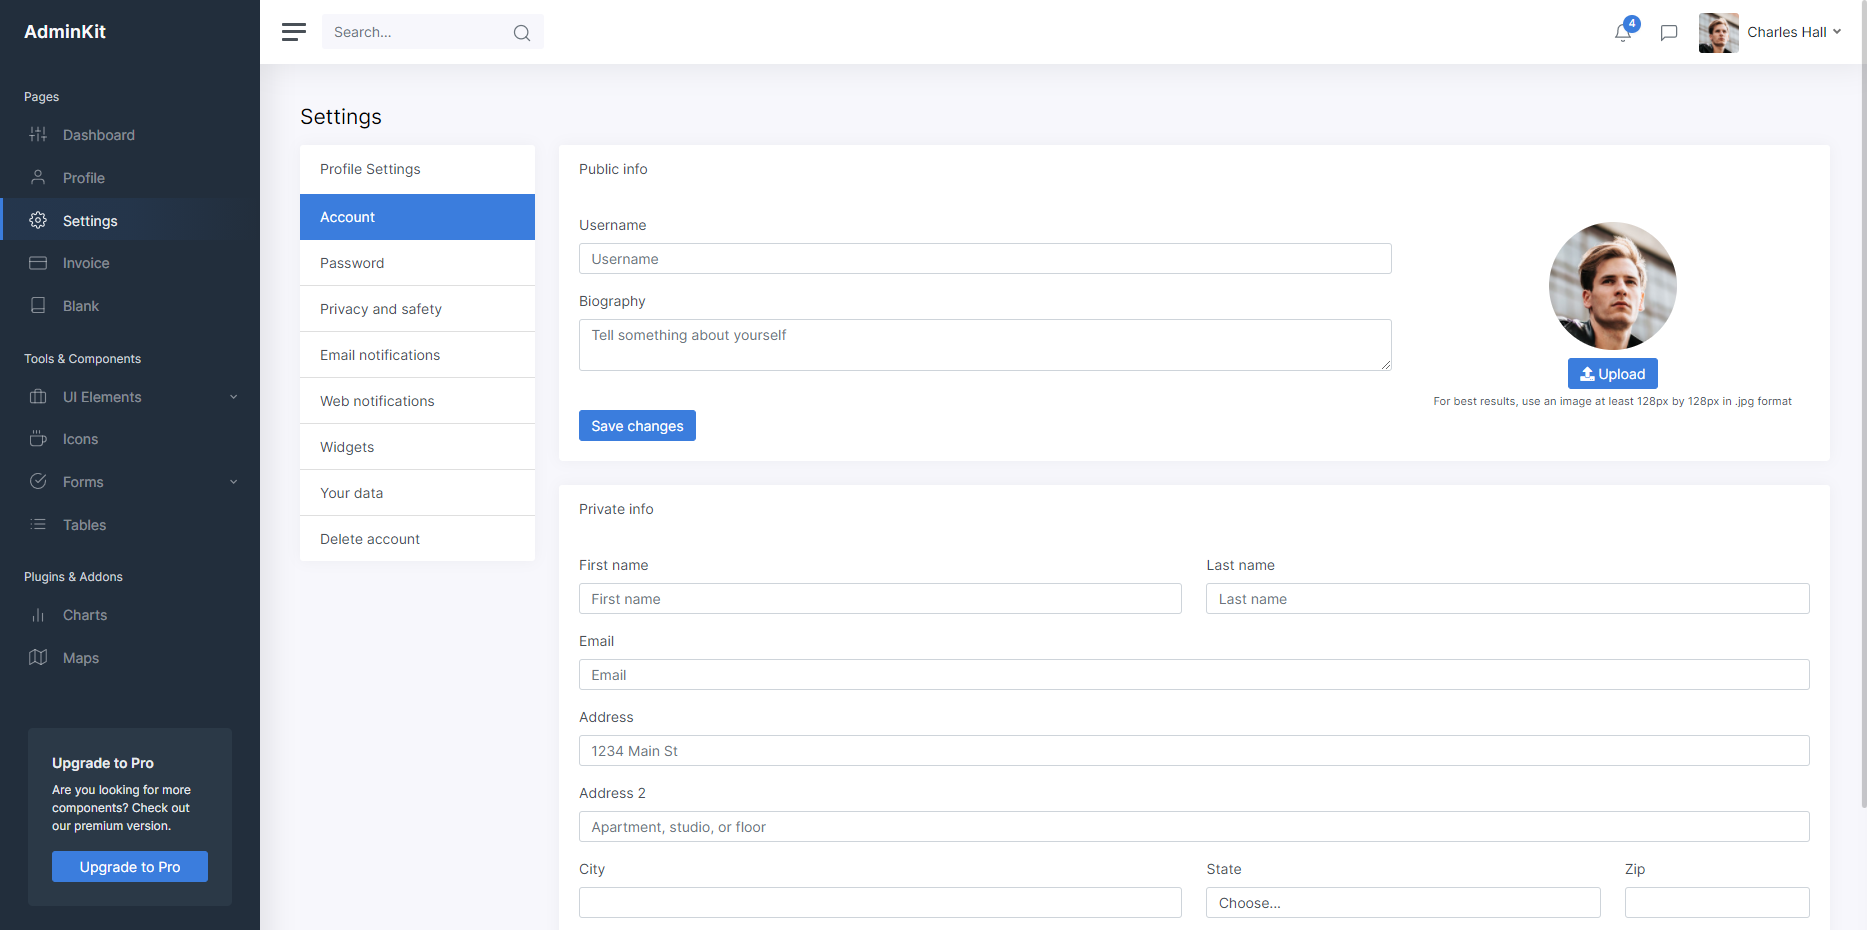 AdminKit
Pages
Dashboard
Profile
Settings
Invoice
Blank
Tools & Components
UI Elements
Icons
Forms
Tables
Plugins & Addons
Charts
Maps
Upgrade to Pro
Are you looking for more
components? Check out
our premium version.
Upgrade to Pro
Search...
4
Charles Hall
Settings
Profile Settings
Account
Password
Privacy and safety
Email notifications
Web notifications
Widgets
Your data
Delete account
Public info
Username
Username
Biography
Tell something about yourself
Save changes
Upload
For best results, use an image at least 128px by 128px in .jpg format
Private info
First name
Last name
First name
Last name
Email
Email
Address
1234 Main St
Address 2
Apartment, studio, or floor
City
State
Zip
Choose...